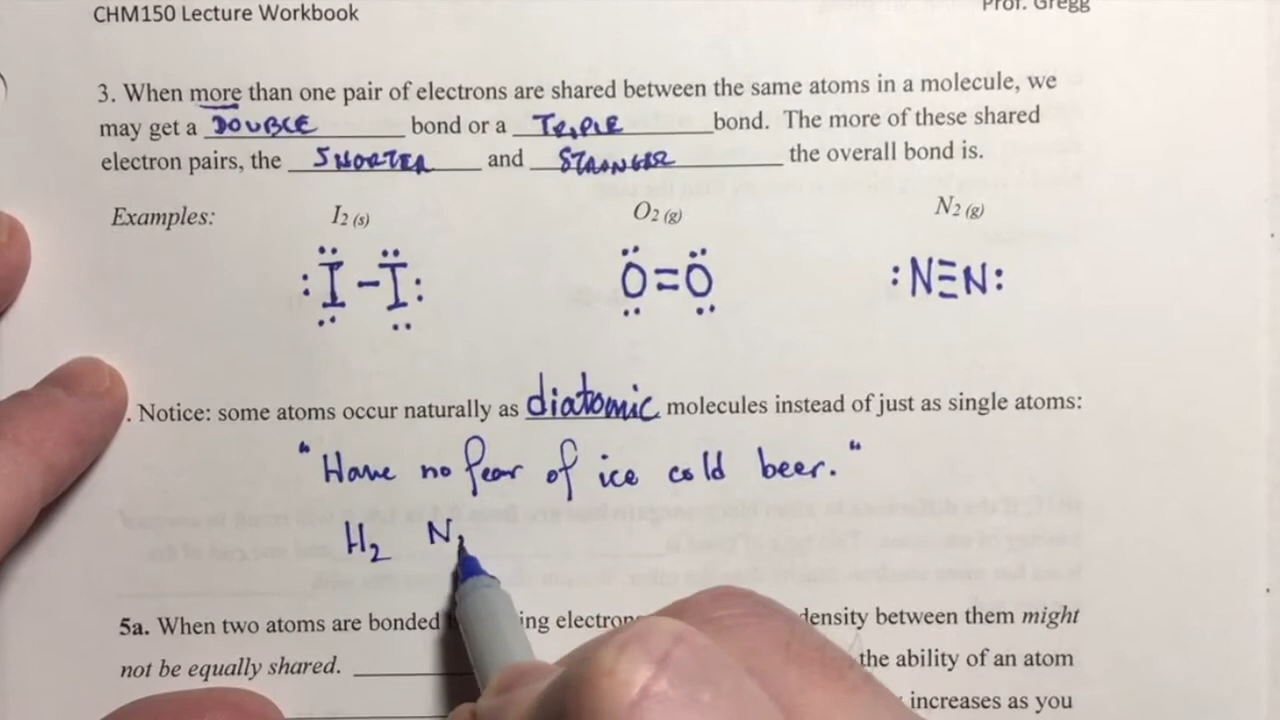 CHM150 Lecture Workbook
Prof. Gregg
3. When more than one pair of electrons are shared between the same atoms in a molecule, we
may get a DOUBLE bond or a TRIPLE bond. The more of these shared
electron pairs, the SHORTER and STRONGER the overall bond is.
Examples: I2 (s) O2 (g) N2 (g)
:I-I: O=O :N≡N:
. Notice: some atoms occur naturally as diatomic molecules instead of just as single atoms:
"Have no fear of ice cold beer."
H2 N2
5a. When two atoms are bonded ing electron density between them might
not be equally shared. the ability of an atom
increases as you